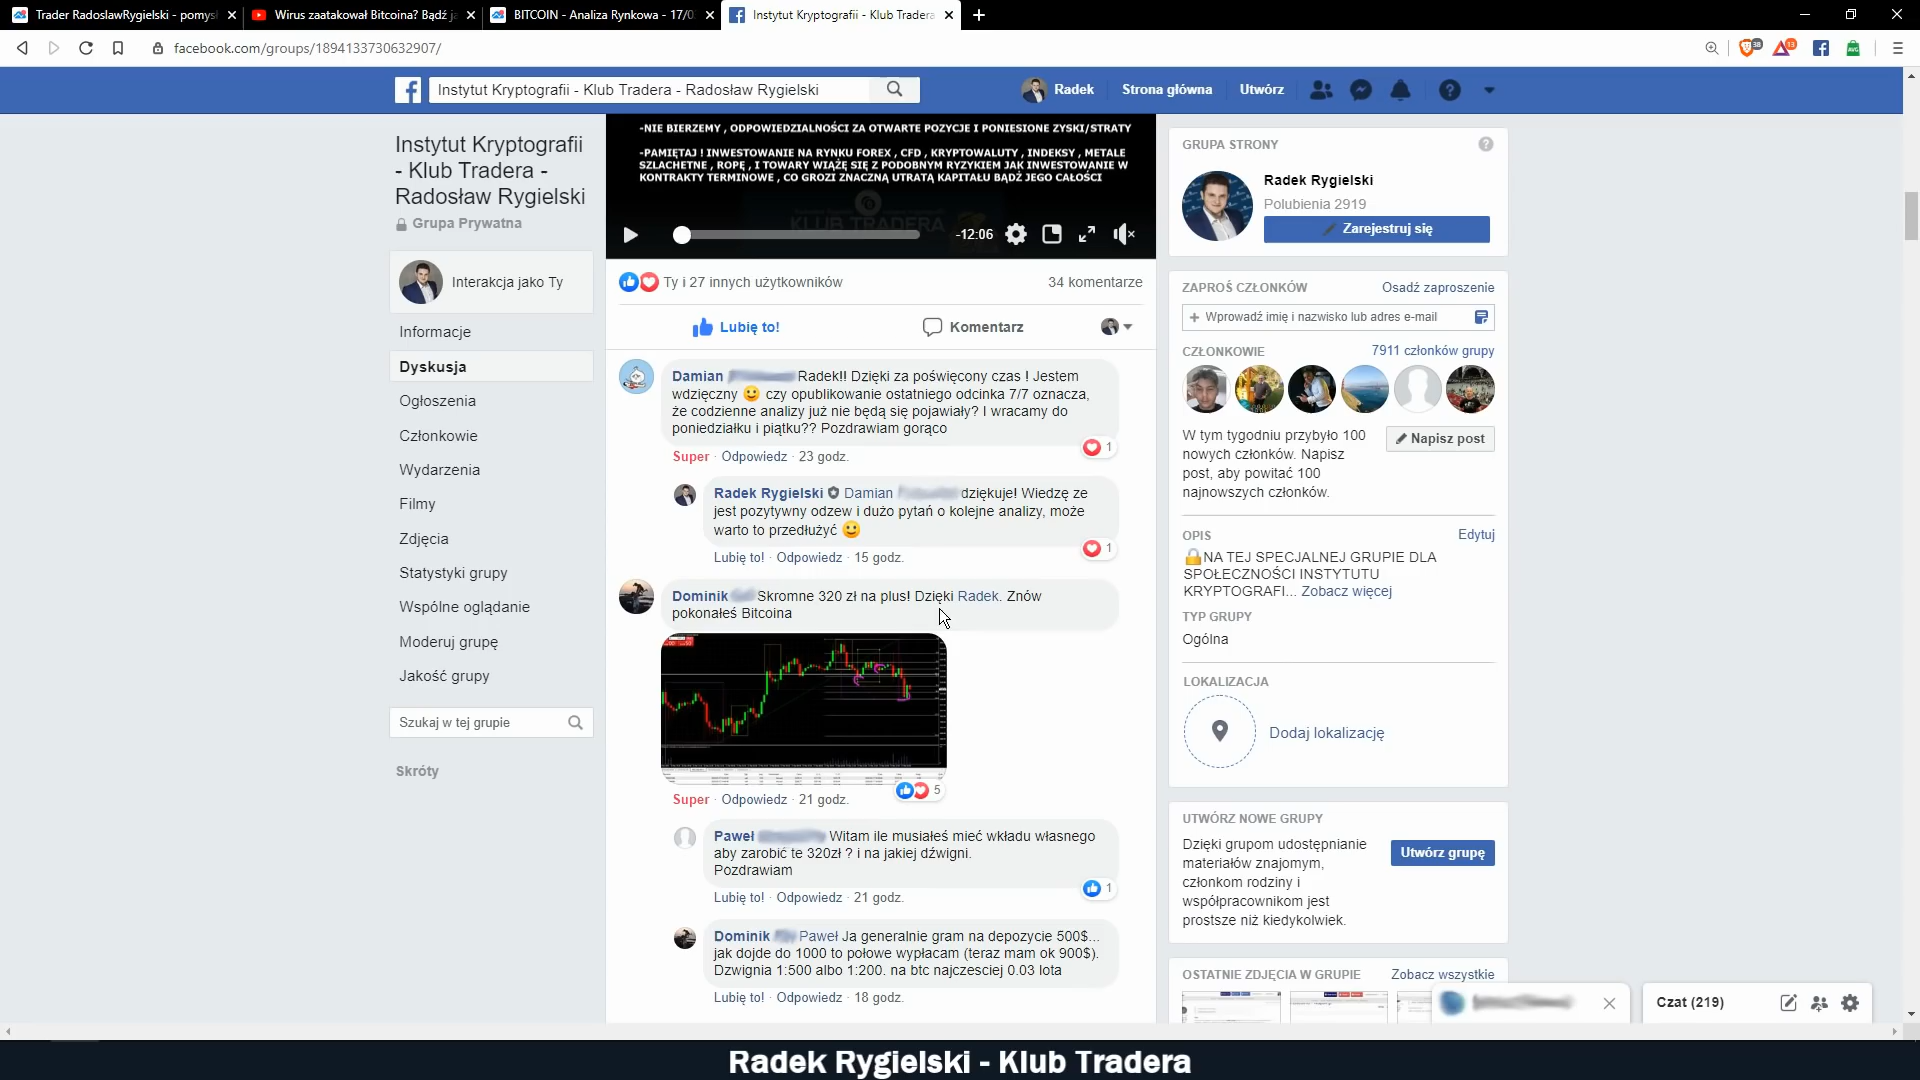 Trader RadoslawRygielski - pomys
Wirus zaatakował Bitcoina? Bądź ja
BITCOIN - Analiza Rynkowa - 17/0
Instytut Kryptografii - Klub Tradera
facebook.com/groups/1894133730632907/
Instytut Kryptografii - Klub Tradera - Radosław Rygielski
Radek
Strona główna
Utwórz
Instytut Kryptografii
- Klub Tradera -
Radosław Rygielski
Grupa Prywatna
Interakcja jako Ty
Informacje
Dyskusja
Ogłoszenia
Członkowie
Wydarzenia
Filmy
Zdjęcia
Statystyki grupy
Wspólne oglądanie
Moderuj grupę
Jakość grupy
Szukaj w tej grupie
Skróty
-NIE BIERZEMY , ODPOWIEDZIALNOŚCI ZA OTWARTE POZYCJE I PONIESIONE ZYSKI/STRATY
-PAMIĘTAJ ! INWESTOWANIE NA RYNKU FOREX , CFD , KRYPTOWALUTY , INDEKSY , METALE
SZLACHETNE , ROPĘ , I TOWARY WIĄŻĘ SIĘ Z PODOBNYM RYZYKIEM JAK INWESTOWANIE W
KONTRAKTY TERMINOWE , CO GROZI ZNACZNĄ UTRATĄ KAPITAŁU BĄDŹ JEGO CAŁOŚCI
KLUB TRADERA
-12:06
Ty i 27 innych użytkowników
34 komentarze
Lubię to!
Komentarz
Damian Radek!! Dzięki za poświęcony czas ! Jestem
wdzięczny 🙂 czy opublikowanie ostatniego odcinka 7/7 oznacza,
że codzienne analizy już nie będą się pojawiały? I wracamy do
poniedziałku i piątku?? Pozdrawiam gorąco
1
Super · Odpowiedz · 23 godz.
Radek Rygielski Damian dziękuje! Wiedzę ze
jest pozytywny odzew i dużo pytań o kolejne analizy, może
warto to przedłużyć 🙂
1
Lubię to! · Odpowiedz · 15 godz.
Dominik Skromne 320 zł na plus! Dzięki Radek. Znów
pokonałeś Bitcoina
5
Super · Odpowiedz · 21 godz.
Paweł Witam ile musiałeś mieć wkładu własnego
aby zarobić te 320zł ? i na jakiej dźwigni.
Pozdrawiam
1
Lubię to! · Odpowiedz · 21 godz.
Dominik Paweł Ja generalnie gram na depozycie 500$...
jak dojde do 1000 to połowe wypłacam (teraz mam ok 900$).
Dzwignia 1:500 albo 1:200. na btc najczesciej 0.03 lota
Lubię to! · Odpowiedz · 18 godz.
GRUPA STRONY
Radek Rygielski
Polubienia 2919
Zarejestruj się
ZAPROŚ CZŁONKÓW
Osadź zaproszenie
+ Wprowadź imię i nazwisko lub adres e-mail
CZŁONKOWIE
7911 członków grupy
W tym tygodniu przybyło 100
nowych członków. Napisz
post, aby powitać 100
najnowszych członków.
Napisz post
OPIS
Edytuj
🔒NA TEJ SPECJALNEJ GRUPIE DLA
SPOŁECZNOŚCI INSTYTUTU
KRYPTOGRAFI... Zobacz więcej
TYP GRUPY
Ogólna
LOKALIZACJA
Dodaj lokalizację
UTWÓRZ NOWE GRUPY
Dzięki grupom udostępnianie
materiałów znajomym,
członkom rodziny i
współpracownikom jest
prostsze niż kiedykolwiek.
Utwórz grupę
OSTATNIE ZDJĘCIA W GRUPIE
Zobacz wszystkie
Czat (219)
Radek Rygielski - Klub Tradera